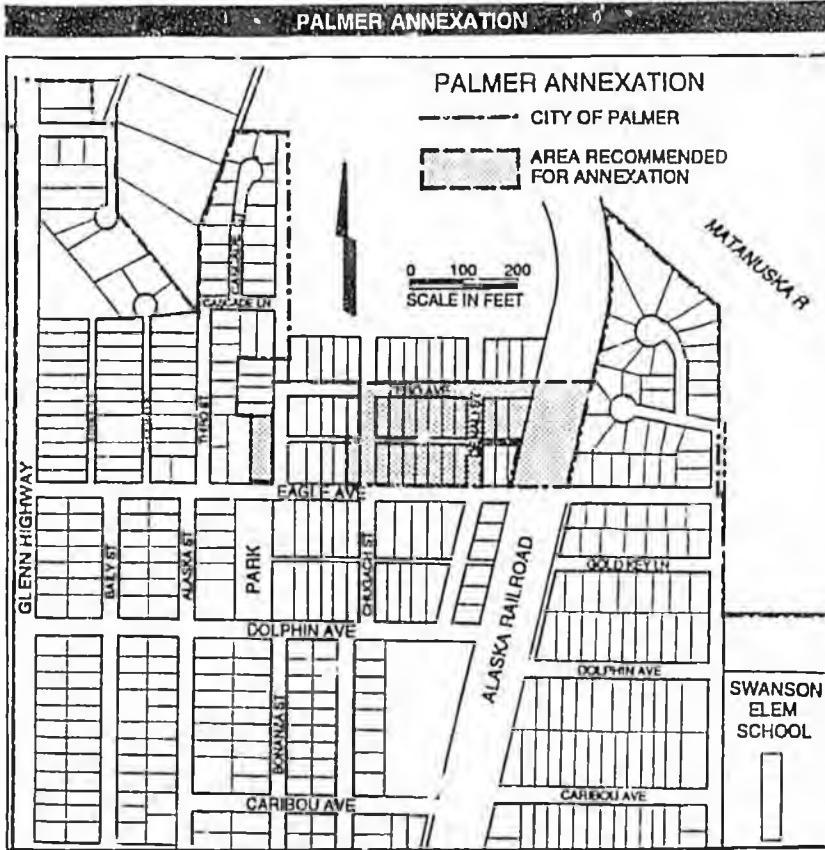 PALMER ANNEXATION
PALMER ANNEXATION
CITY OF PALMER
AREA RECOMMENDED
FOR ANNEXATION
MATANUSKA R
0 100 200
SCALE IN FEET
CASCADE
CASCADE LN
EAGLE AVE
GLENN HIGHWAY
BAILY ST
ALASKA ST
PARK
CHUGACH ST
GOLD KEY LN
ALASKA RAILROAD
DOLPHIN AVE
DOLPHIN AVE
BONANZA ST
SWANSON
ELEM
SCHOOL
CARIBOU AVE
CARIBOU AVE